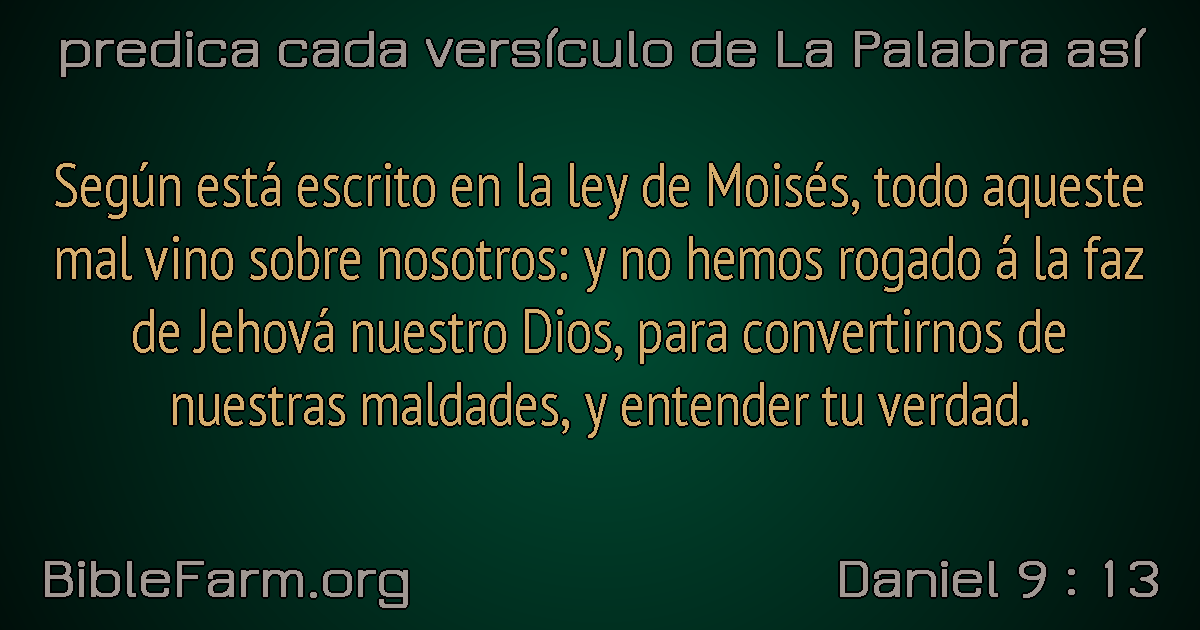 predica cada versículo de La Palabra así
Según está escrito en la ley de Moisés, todo aqueste
mal vino sobre nosotros: y no hemos rogado á la faz
de Jehová nuestro Dios, para convertirnos de
nuestras maldades, y entender tu verdad.
BibleFarm.org
Daniel 9 : 13